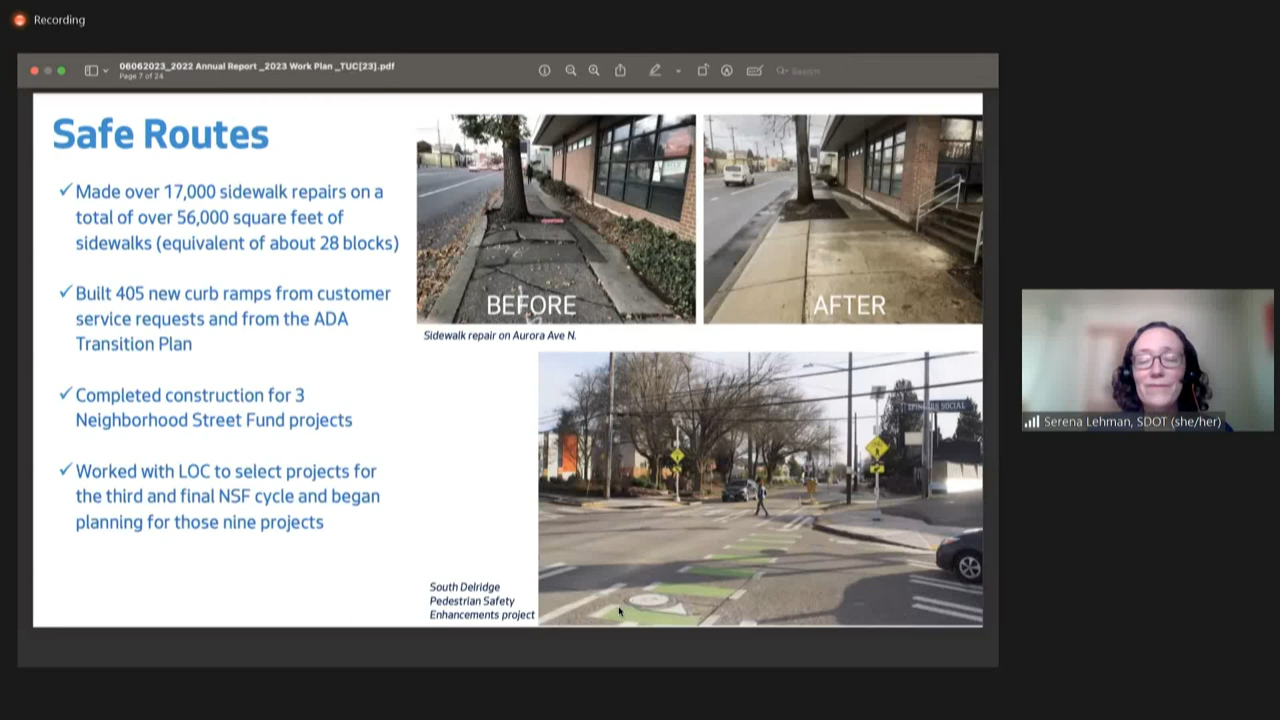 Recording
06062023_2022 Annual Report _2023 Work Plan _TUC[23].pdf
Page 7 of 24
Search
Safe Routes
✓ Made over 17,000 sidewalk repairs on a
total of over 56,000 square feet of
sidewalks (equivalent of about 28 blocks)
✓ Built 405 new curb ramps from customer
service requests and from the ADA
Transition Plan
✓ Completed construction for 3
Neighborhood Street Fund projects
✓ Worked with LOC to select projects for
the third and final NSF cycle and began
planning for those nine projects
BEFORE
AFTER
Sidewalk repair on Aurora Ave N.
SOCIAL
South Delridge
Pedestrian Safety
Enhancements project
Serena Lehman, SDOT (she/her)